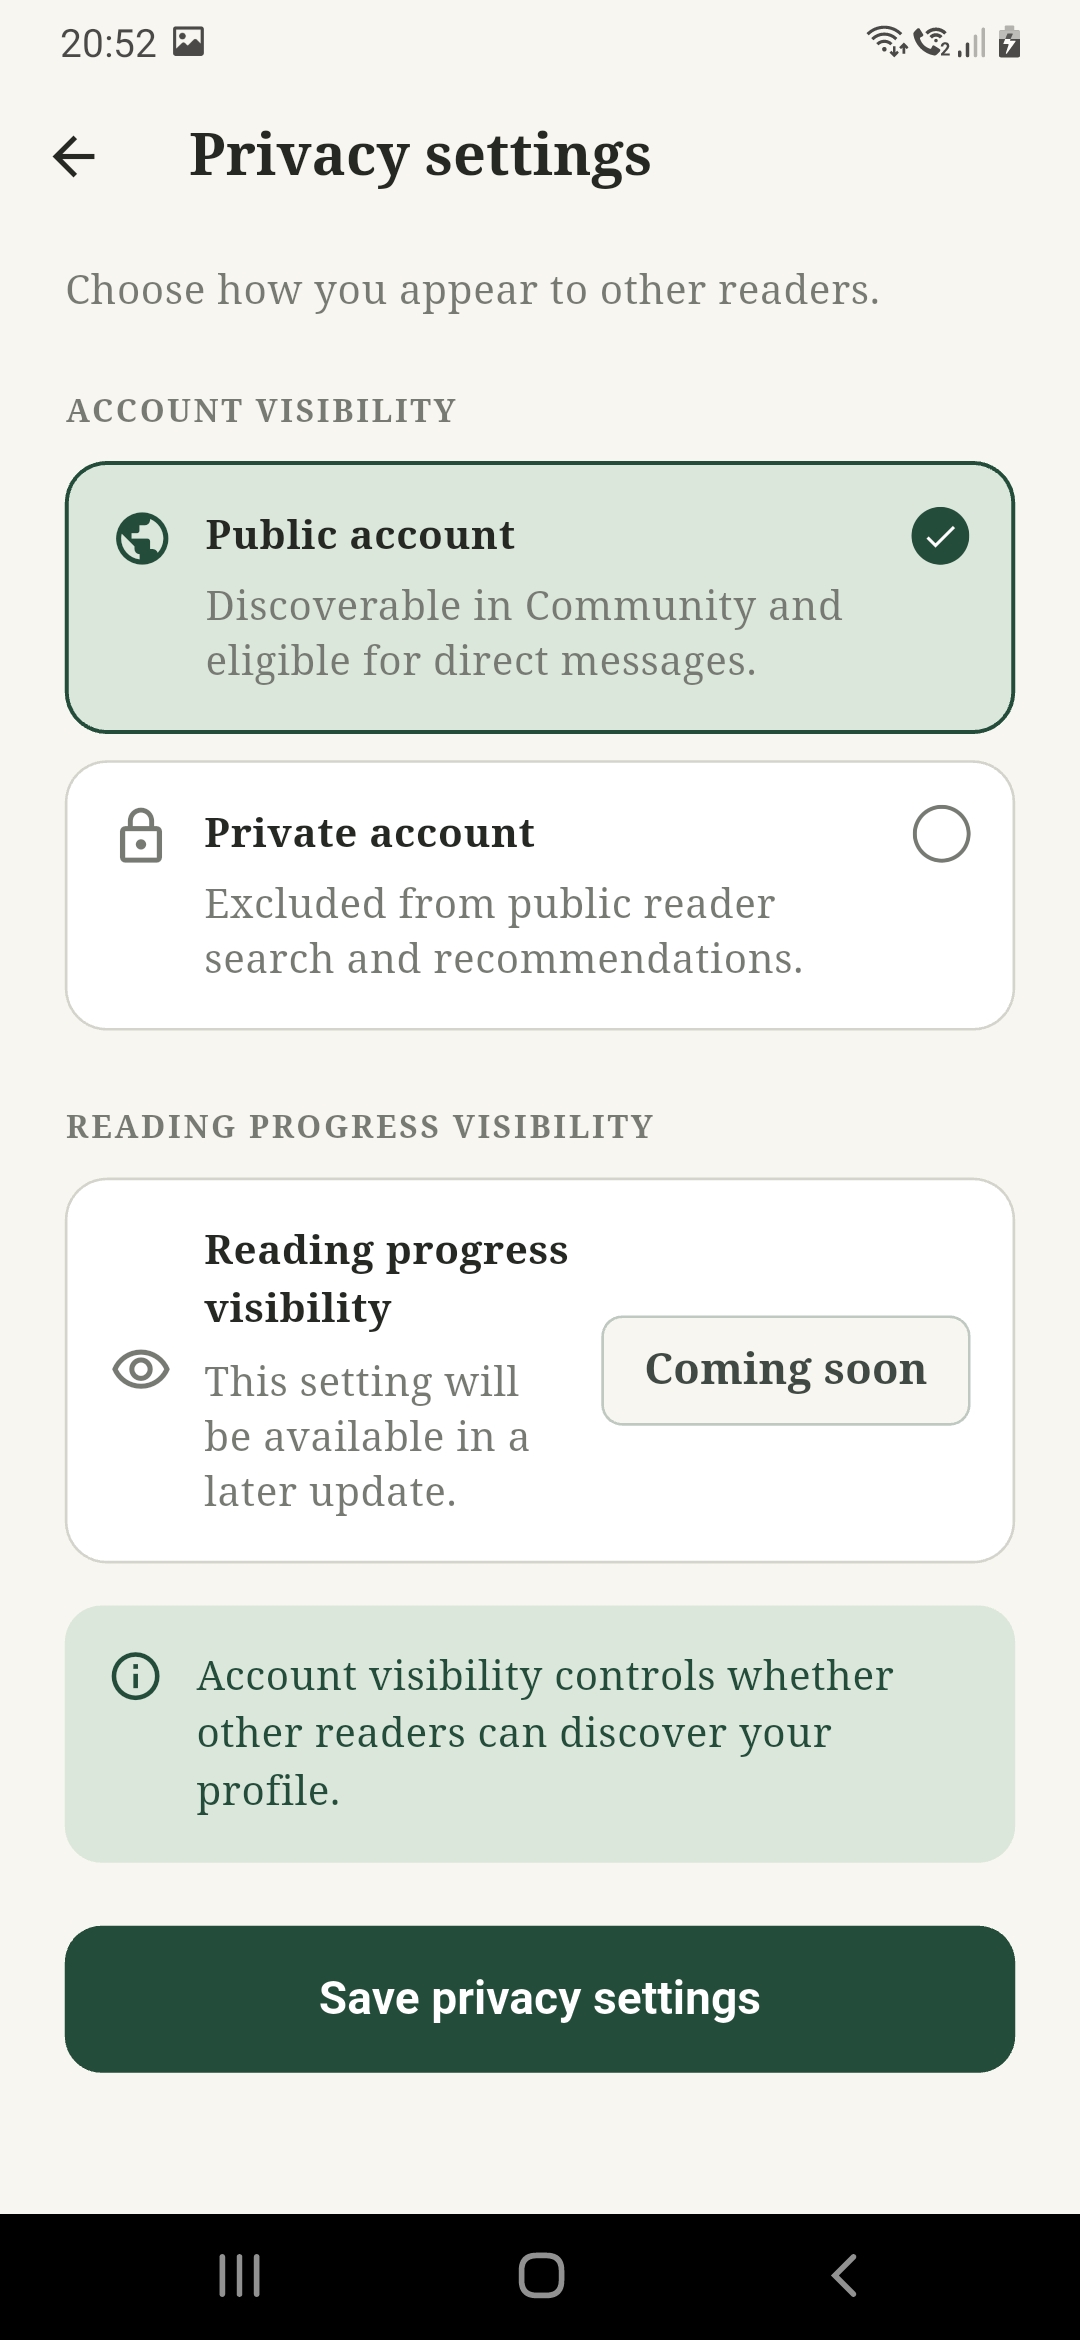 20:52
2
Privacy settings
Choose how you appear to other readers.
ACCOUNT VISIBILITY
Public account
Discoverable in Community and
eligible for direct messages.
Private account
Excluded from public reader
search and recommendations.
READING PROGRESS VISIBILITY
Reading progress
visibility
This setting will
be available in a
later update.
Coming soon
Account visibility controls whether
other readers can discover your
profile.
Save privacy settings